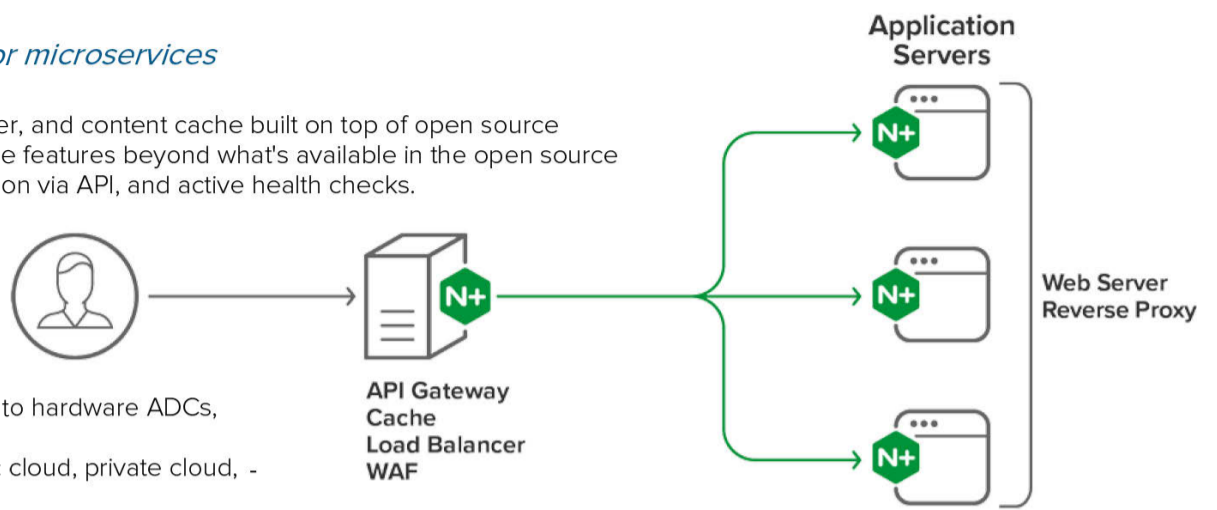 or microservices
er, and content cache built on top of open source
e features beyond what's available in the open source
on via API, and active health checks.
Application
Servers
N+
N+
N+
N+
Web Server
Reverse Proxy
API Gateway
Cache
Load Balancer
WAF
to hardware ADCs,
cloud, private cloud, -